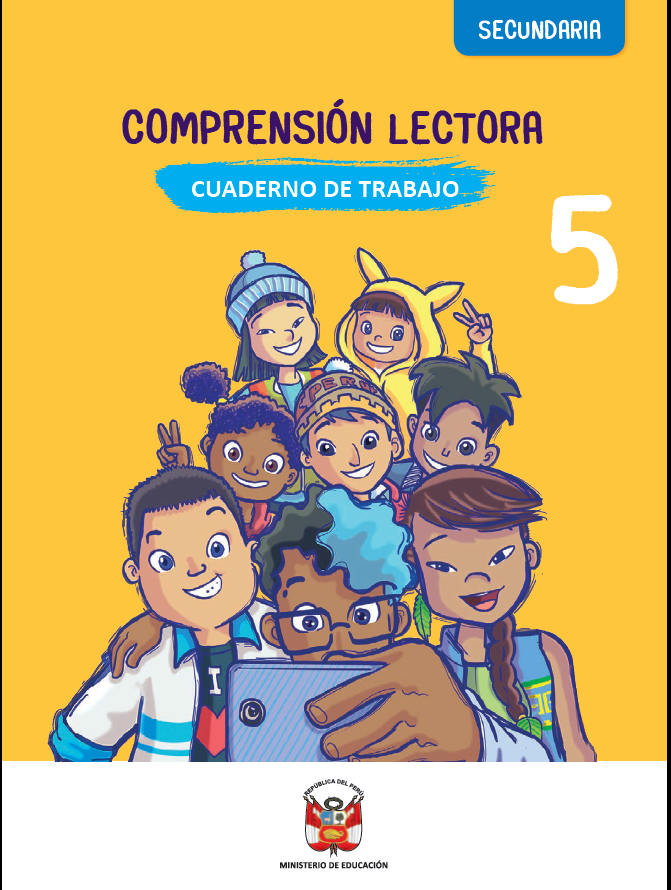 SECUNDARIA
COMPRENSIÓN LECTORA
CUADERNO DE TRABAJO
5
PERÚ
I
REPÚBLICA DEL PERÚ
MINISTERIO DE EDUCACIÓN